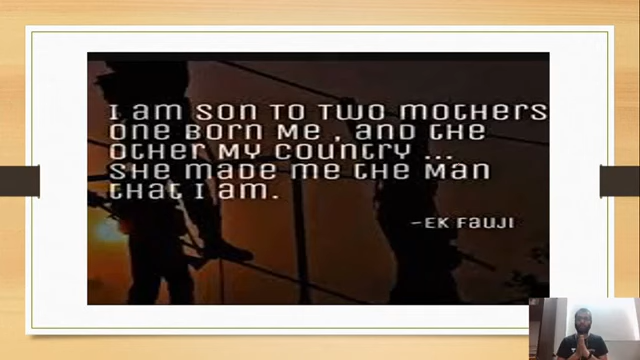 I am son to two mothers
one born me , and the
other my country ...
She made me the man
that I am.
-Ek Fauji